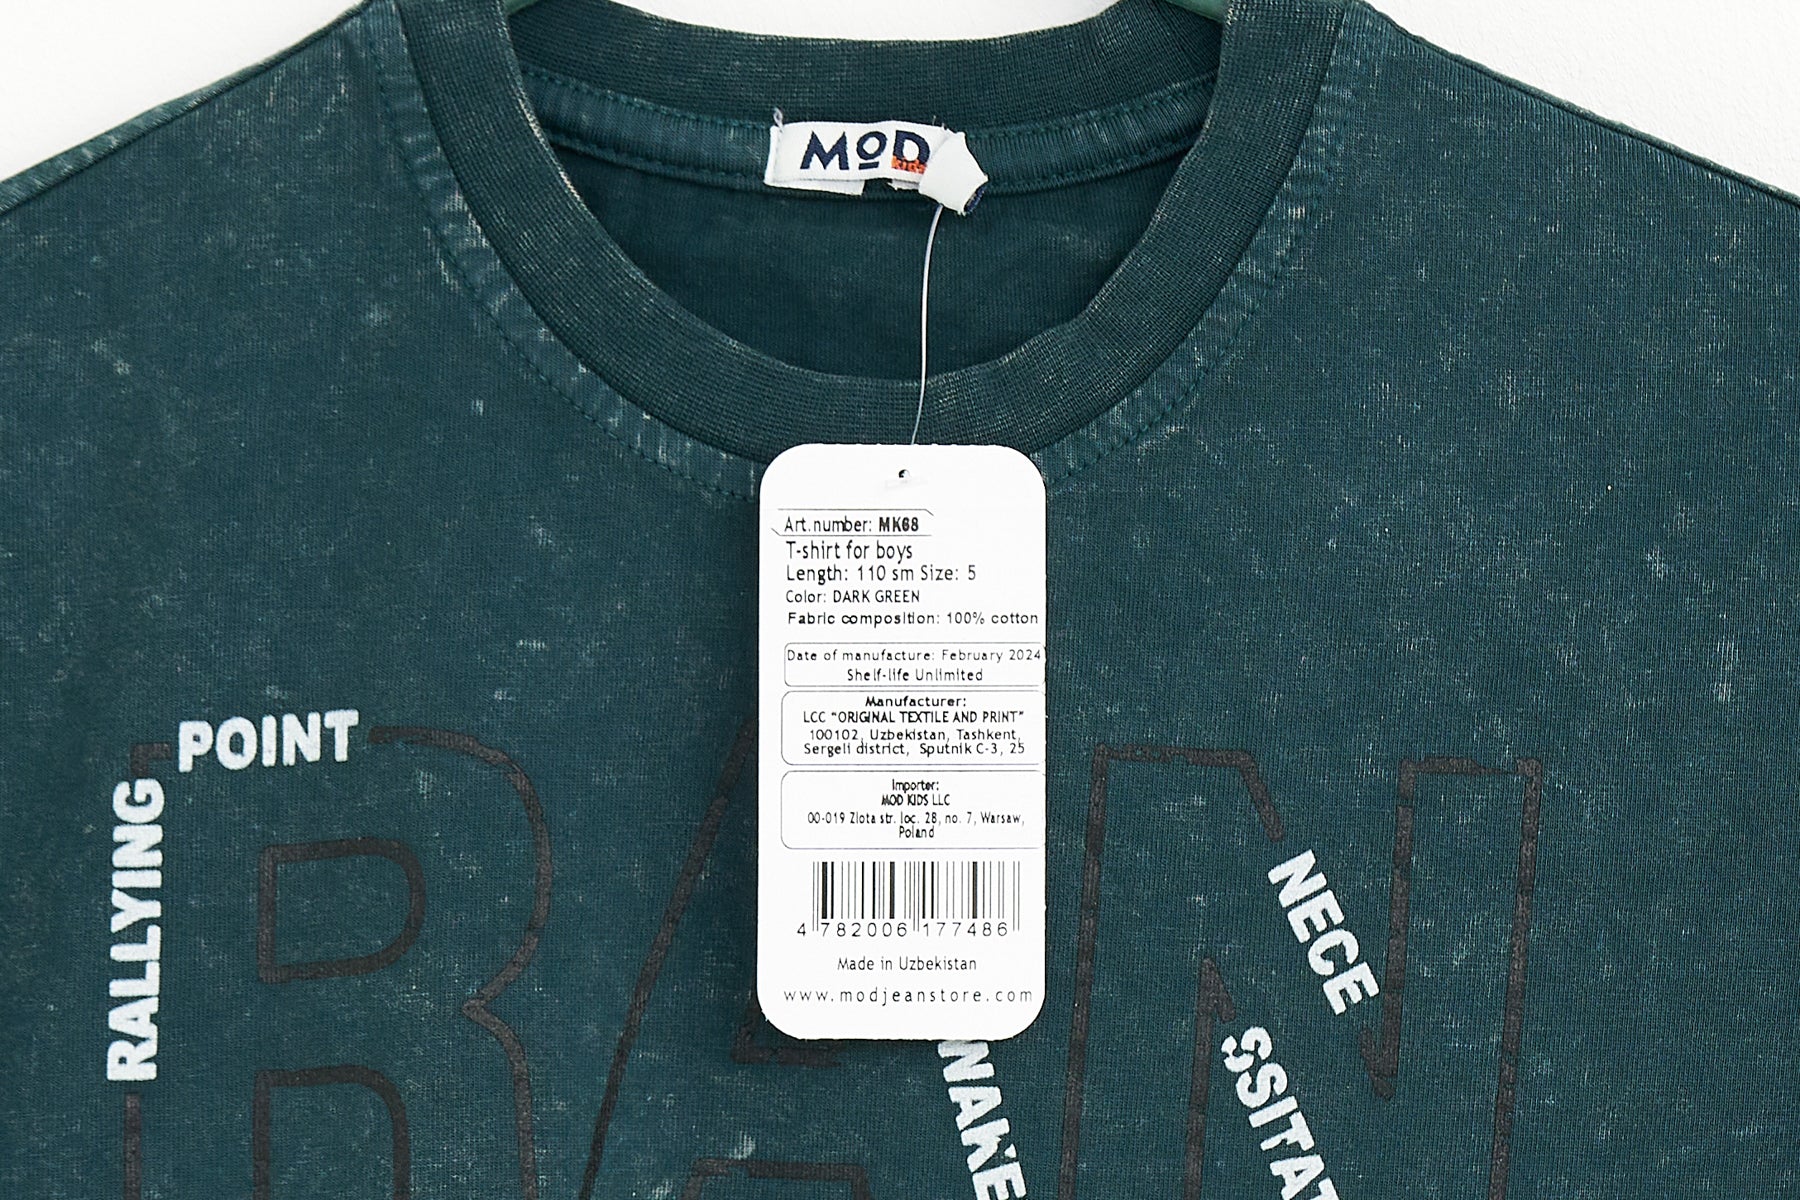 MOD
kids
Art.number: MK68
T-shirt for boys
Length: 110 sm Size: 5
Color: DARK GREEN
Fabric composition: 100% cotton
Date of manufacture: February 2024
Shelf-life Unlimited
Manufacturer:
LCC “ORIGINAL TEXTILE AND PRINT”
100102, Uzbekistan, Tashkent,
Sergeli district, Sputnik C-3, 25
Importer:
MOD KIDS LLC
00-019 Zlota str. loc. 28, no. 7, Warsaw,
Poland
4 782006 177486
Made in Uzbekistan
www.modjeanstore.com
POINT
RALLYING
NECE
SSITAT
WAKE